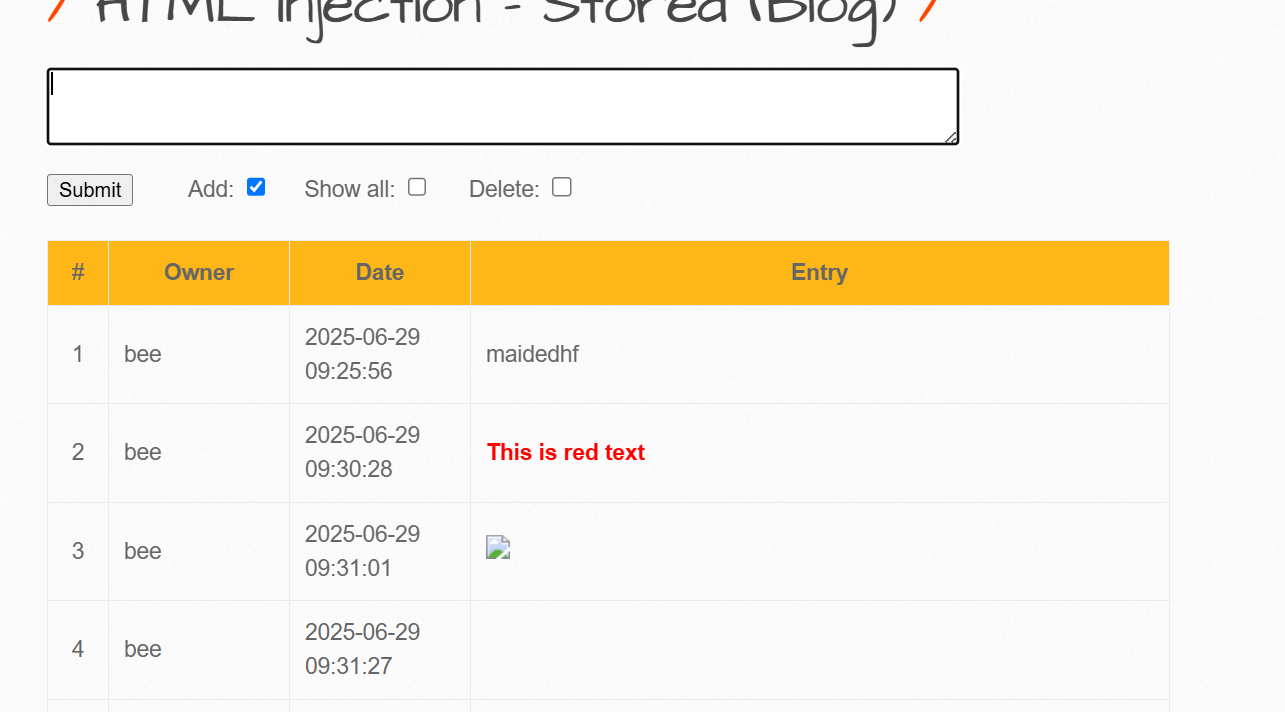 / HTML Injection - Stored (Blog) /
Submit Add: Show all: Delete:
# Owner Date Entry
1 bee 2025-06-29 09:25:56 maidedhf
2 bee 2025-06-29 09:30:28 This is red text
3 bee 2025-06-29 09:31:01
4 bee 2025-06-29 09:31:27